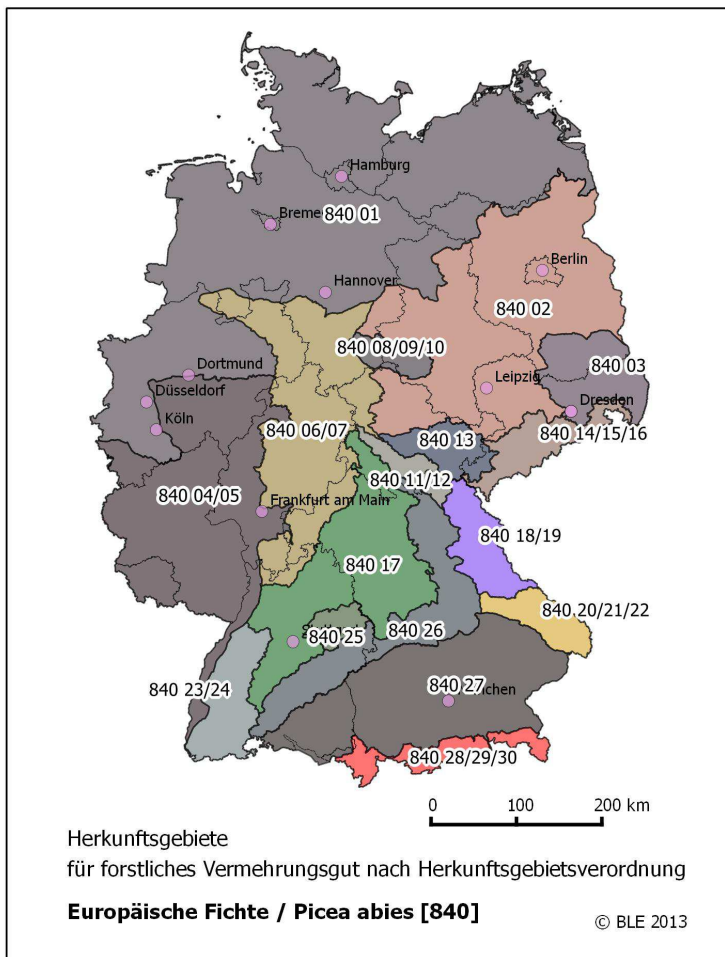 Hamburg
Breme
840 01
Berlin
Hannover
840 02
840 08/09/10
840 03
Dortmund
Leipzig
Düsseldorf
Dresden
Köln
840 06/07
840 13
840 14/15/16
840 11/12
840 04/05
Frankfurt am Main
840 18/19
840 17
840 20/21/22
840 25
840 26
840 23/24
840 27
nchen
840 28/29/30
0 100 200 km
Herkunftsgebiete
für forstliches Vermehrungsgut nach Herkunftsgebietsverordnung
Europäische Fichte / Picea abies [840]
© BLE 2013